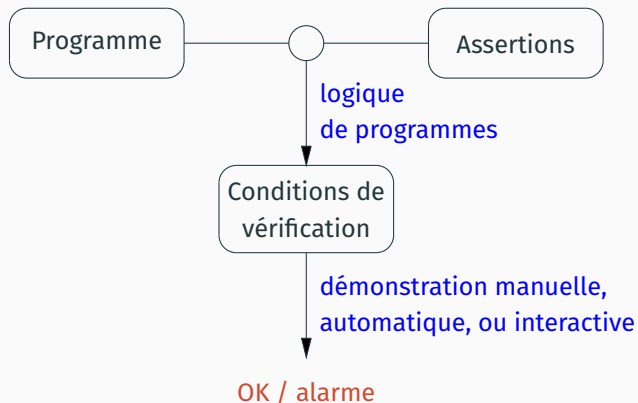 Programme
Assertions
logique
de programmes
Conditions de
vérification
démonstration manuelle,
automatique, ou interactive
OK / alarme